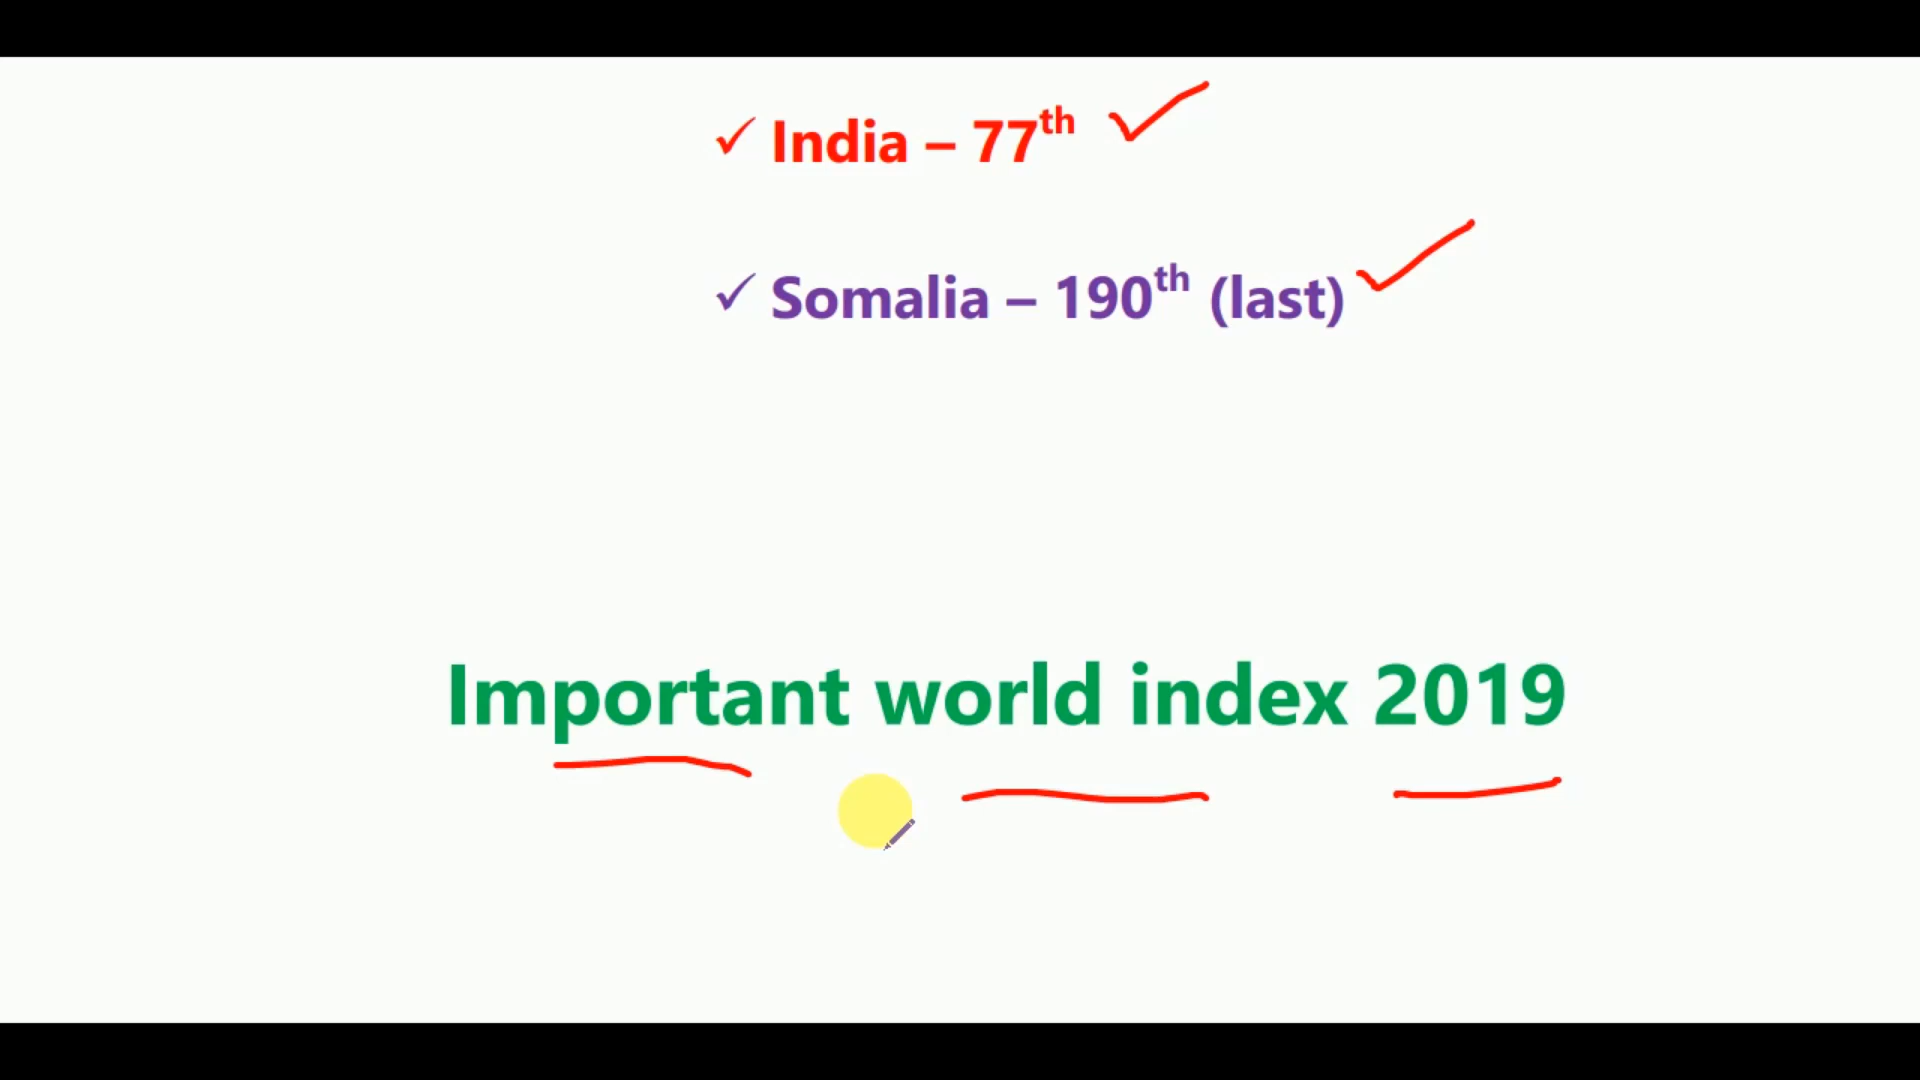 ✓ India – 77th
✓ Somalia – 190th (last)
Important world index 2019